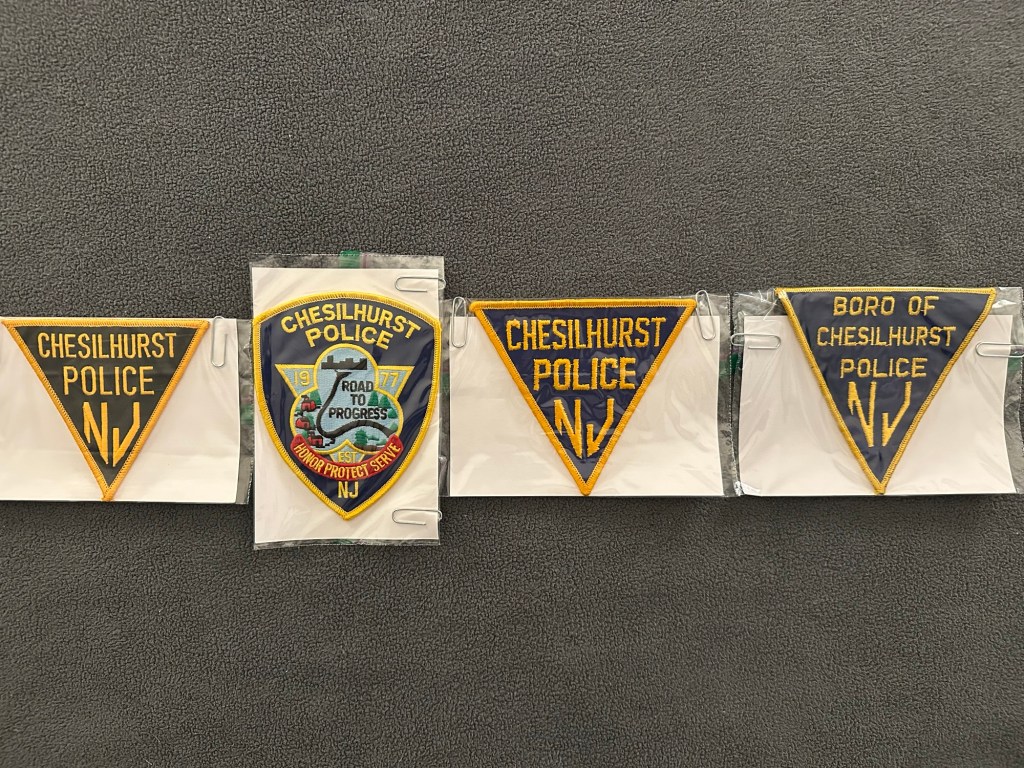 CHESILHURST
POLICE
NJ
CHESILHURST
POLICE
19 77
ROAD
TO
PROGRESS
EST
HONOR PROTECT SERVE
NJ
CHESILHURST
POLICE
NJ
BORO OF
CHESILHURST
POLICE
NJ